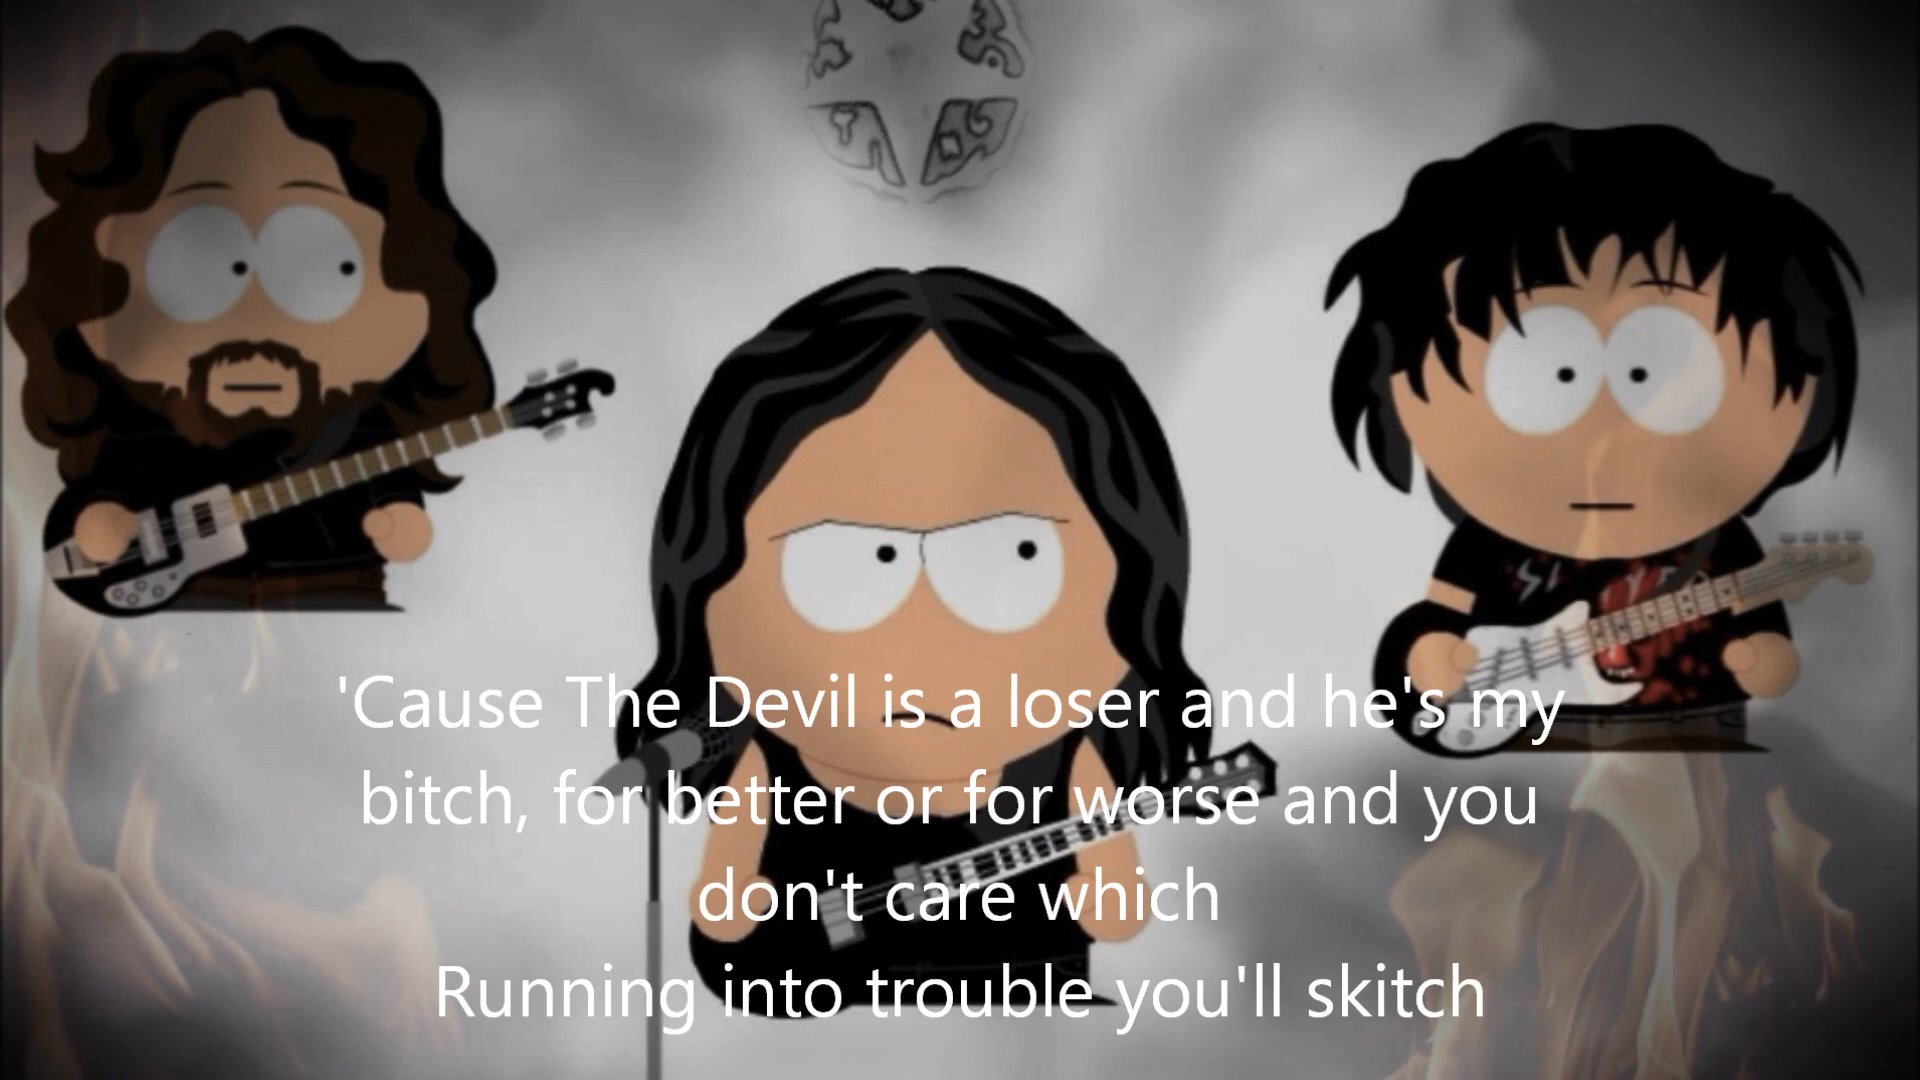 'Cause The Devil is a loser and he's my
bitch, for better or for worse and you
don't care which
Running into trouble you'll skitch